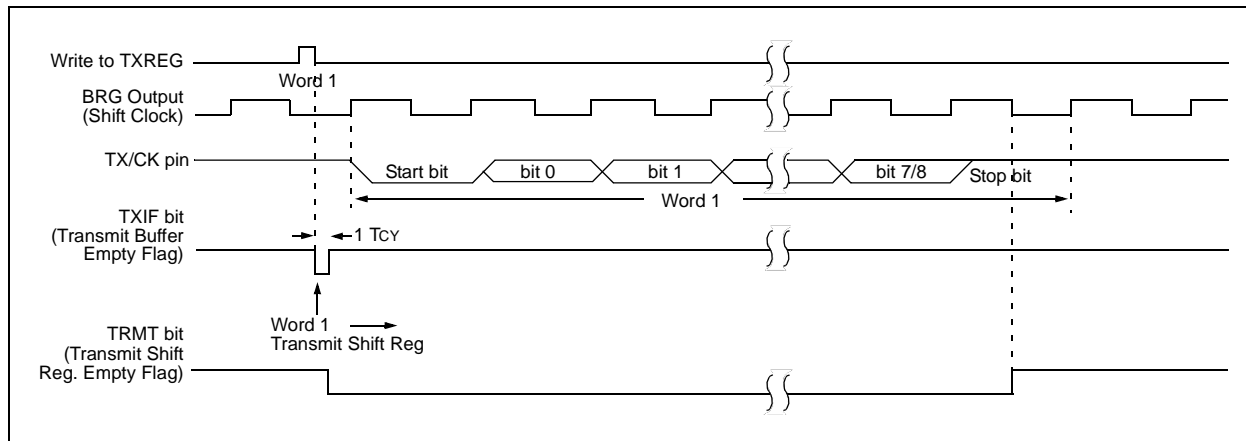 Write to TXREG
Word 1
BRG Output
(Shift Clock)
TX/CK pin
Start bit
bit 0
bit 1
bit 7/8
Stop bit
Word 1
TXIF bit
(Transmit Buffer
Empty Flag)
1 TCY
Word 1
Transmit Shift Reg
TRMT bit
(Transmit Shift
Reg. Empty Flag)